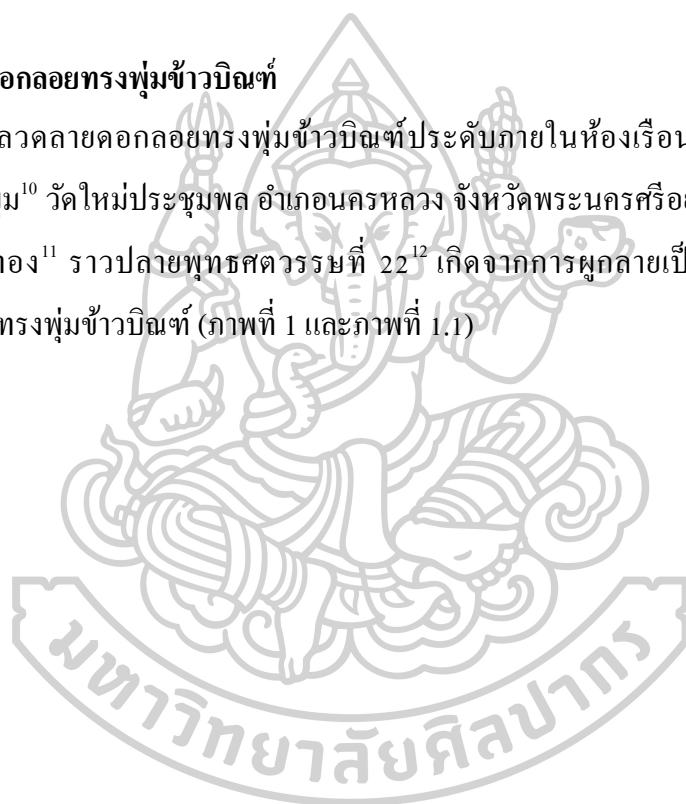 อกลอยทรงพุ่มข้าวบิณฑ์
ลวดลายดอกลอยทรงพุ่มข้าวบิณฑ์ประดับภายในห้องเรือน
ม10 วัดใหม่ประชุมพล อำเภอนครหลวง จังหวัดพระนครศรีอย
ทอง11 ราวปลายพุทธศตวรรษที่ 2212 เกิดจากการผูกลายเป็
ทรงพุ่มข้าวบิณฑ์ (ภาพที่ 1 และภาพที่ 1.1)
มหาวิทยาลัยศิลปากร